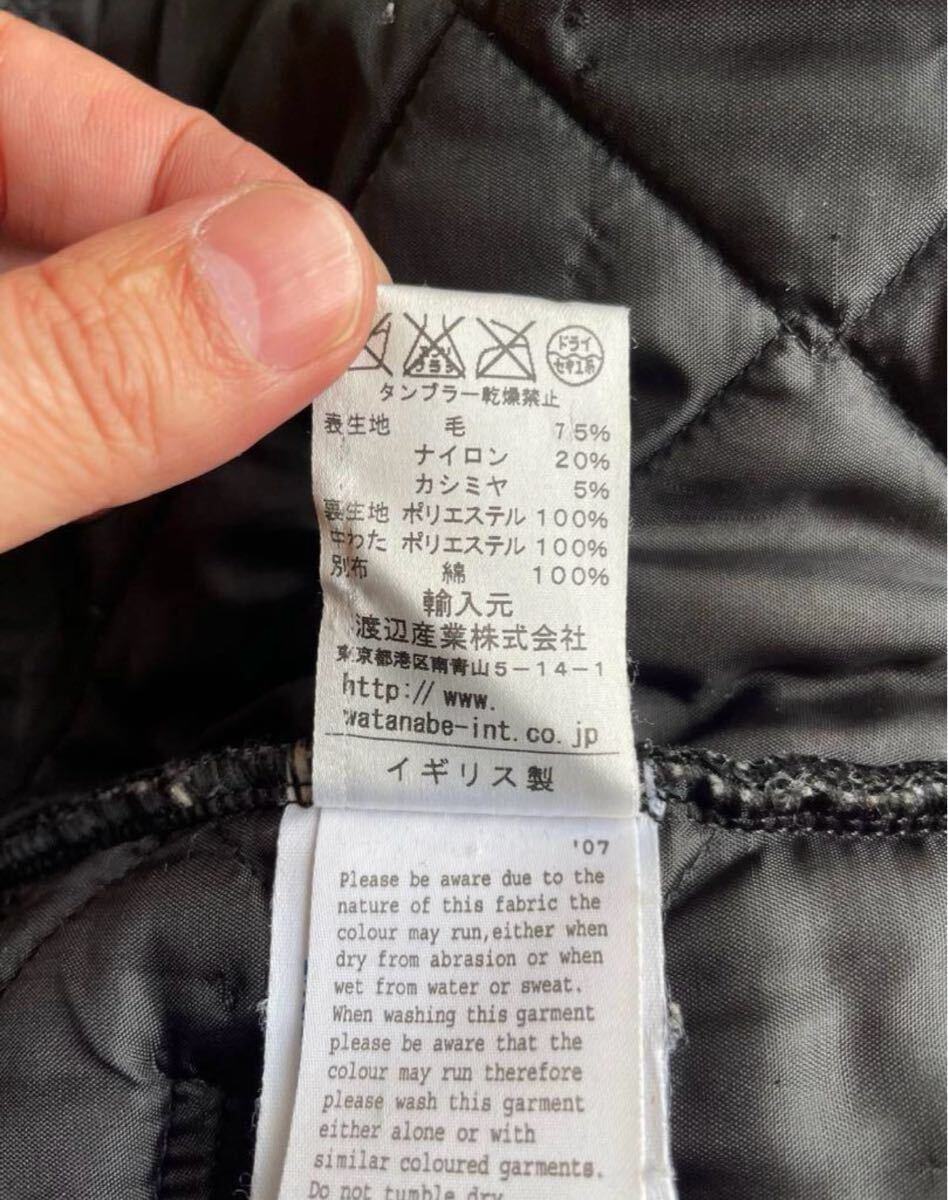 ドライ
セキユ系
タンブラー乾燥禁止
表生地 毛 75%
ナイロン 20%
カシミヤ 5%
裏生地 ポリエステル 100%
中わた ポリエステル 100%
別布 綿 100%
輸入元
渡辺産業株式会社
東京都港区南青山5-14-1
http://www.
watanabe-int.co.jp
イギリス製
'07
Please be aware due to the
nature of this fabric the
colour may run,either when
dry from abrasion or when
wet from water or sweat.
When washing this garment
please be aware that the
colour may run therefore
please wash this garment
either alone or with
similar coloured garments.
Do not tumble dry